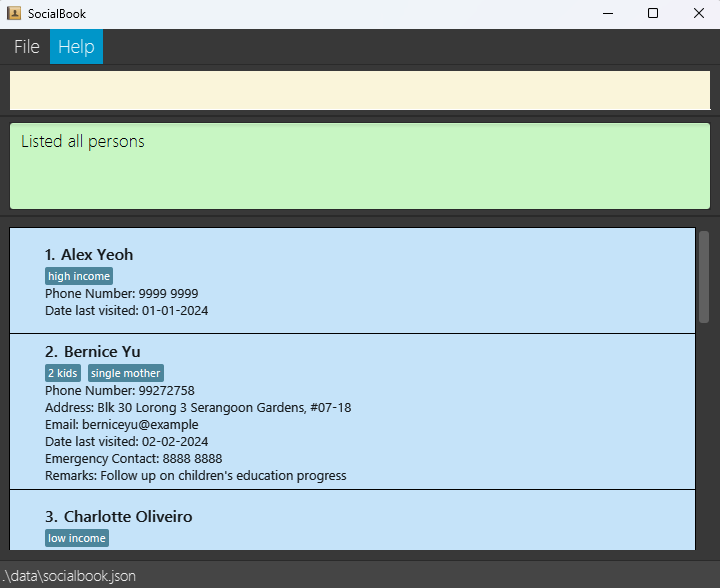 SocialBook
File Help
Listed all persons
1. Alex Yeoh
high income
Phone Number: 9999 9999
Date last visited: 01-01-2024
2. Bernice Yu
2 kids single mother
Phone Number: 99272758
Address: Blk 30 Lorong 3 Serangoon Gardens, #07-18
Email: berniceyu@example
Date last visited: 02-02-2024
Emergency Contact: 8888 8888
Remarks: Follow up on children's education progress
3. Charlotte Oliveiro
low income
.\data\socialbook.json